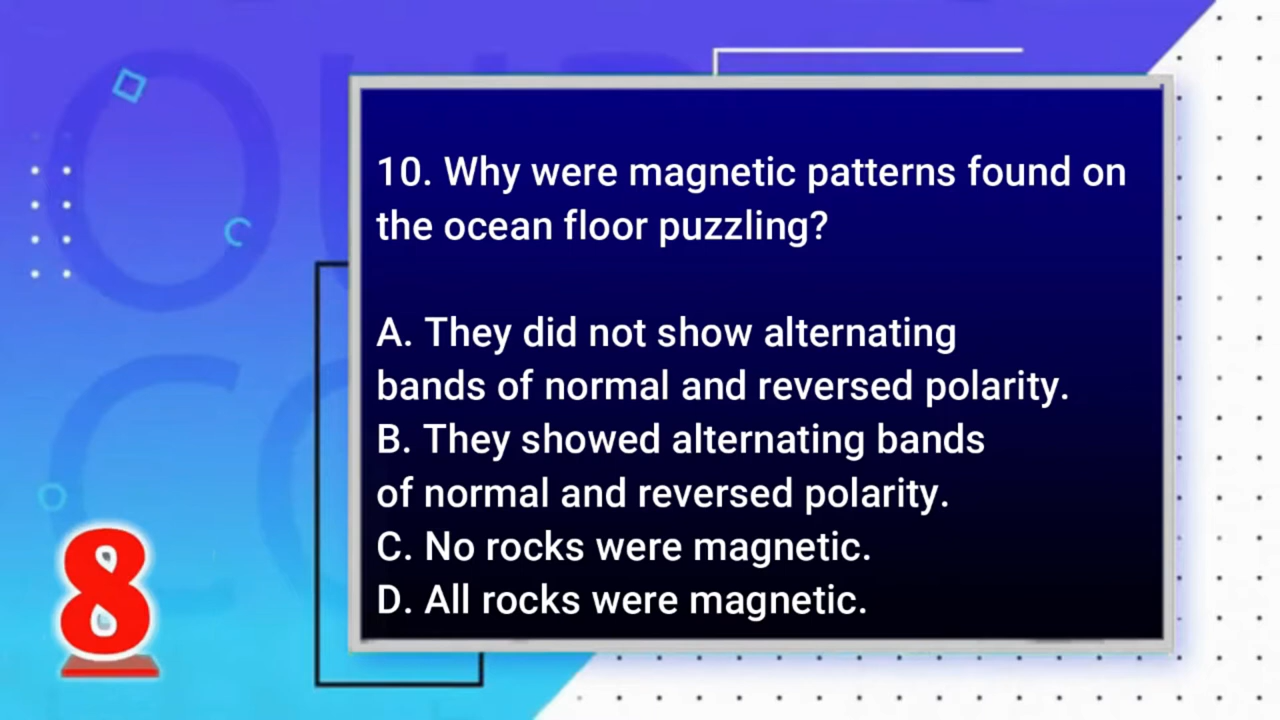 10. Why were magnetic patterns found on
the ocean floor puzzling?
A. They did not show alternating
bands of normal and reversed polarity.
B. They showed alternating bands
of normal and reversed polarity.
C. No rocks were magnetic.
D. All rocks were magnetic.
8